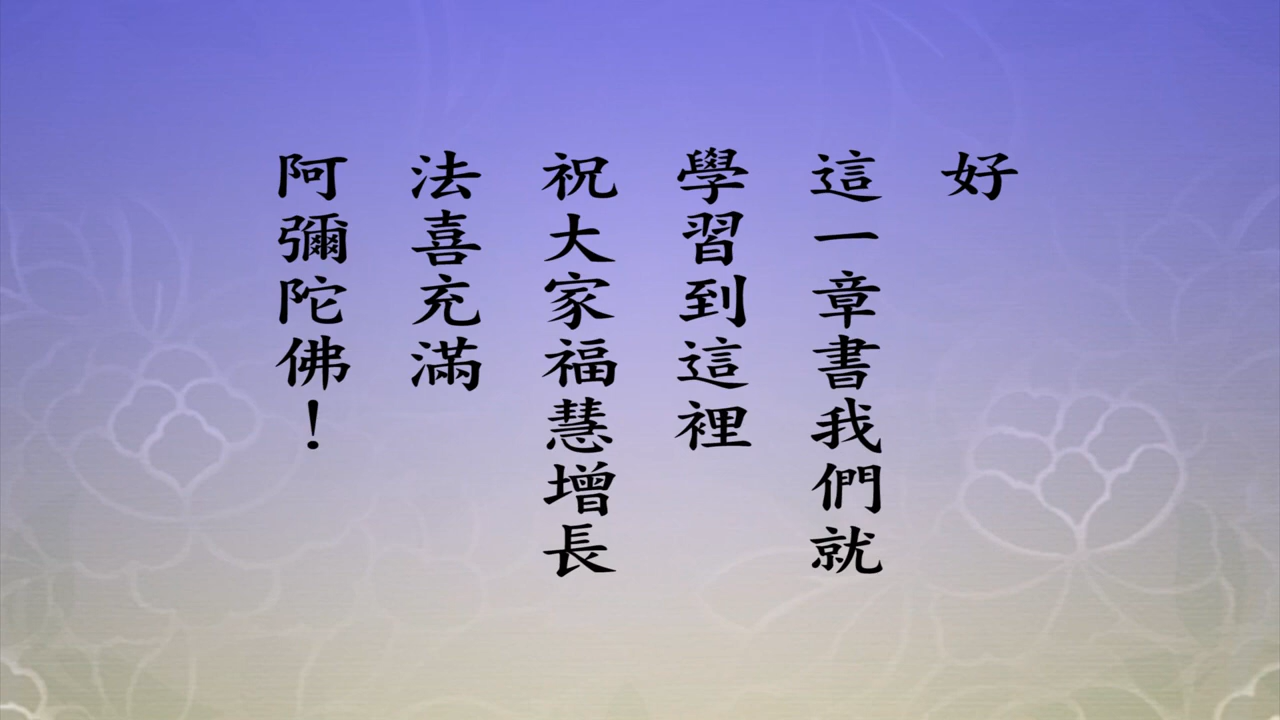 好
這一章書我們就
學習到這裡
祝大家福慧增長
法喜充滿
阿彌陀佛！